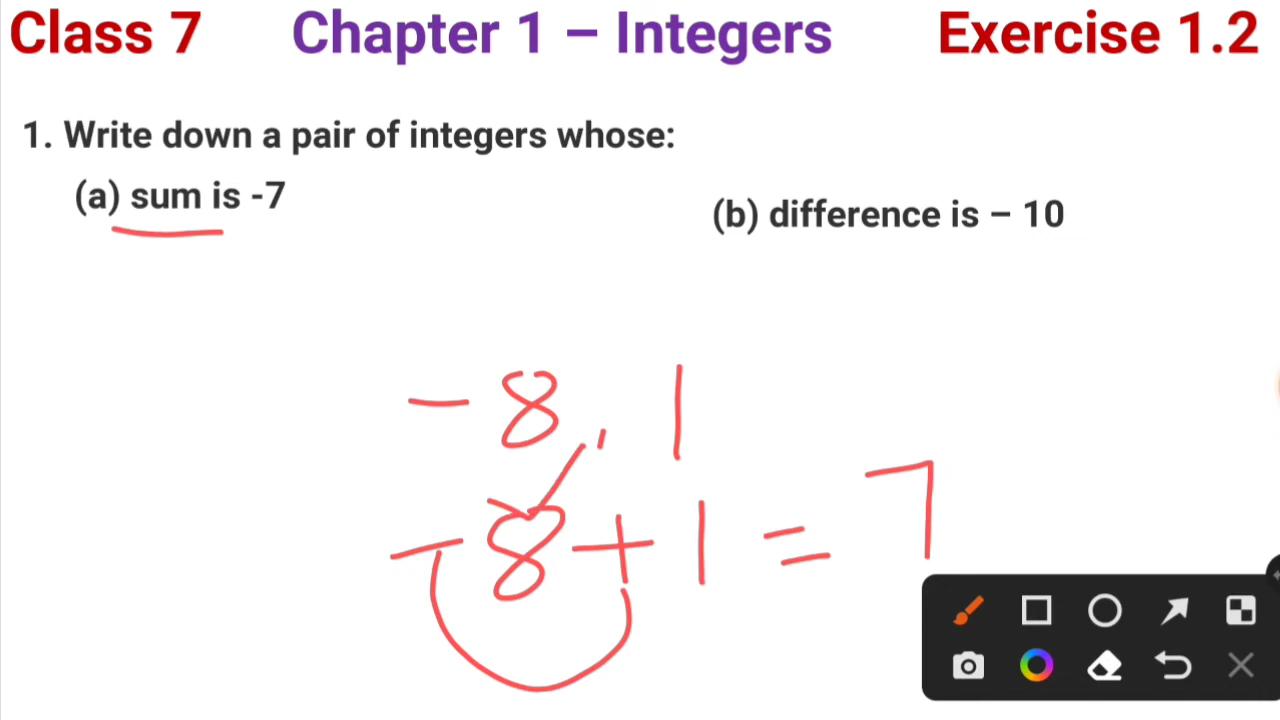 Class 7 Chapter 1 – Integers Exercise 1.2
1. Write down a pair of integers whose:
(a) sum is -7
(b) difference is – 10
- 8, 1
- 8 + 1 = 7